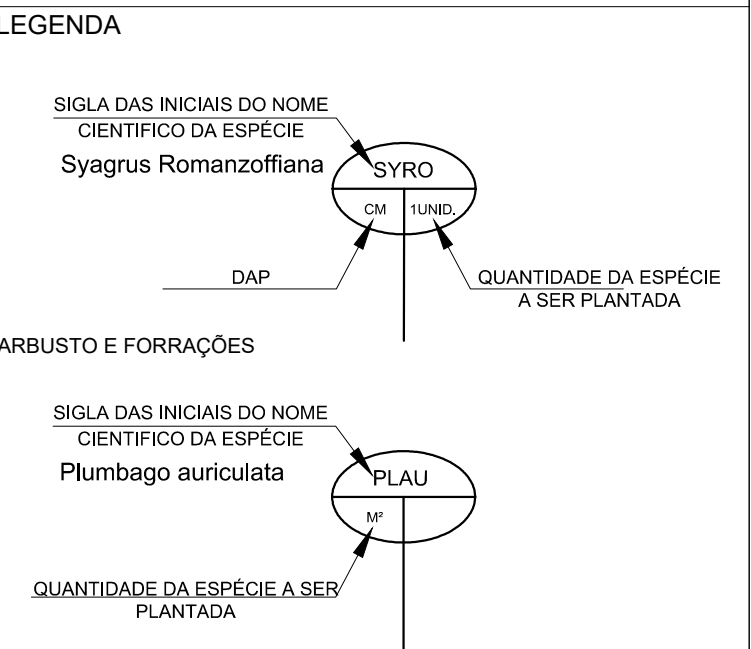 LEGENDA
SIGLA DAS INICIAIS DO NOME
CIENTIFICO DA ESPÉCIE
Syagrus Romanzoffiana
SYRO
CM
1UNID.
DAP
QUANTIDADE DA ESPÉCIE
A SER PLANTADA
ARBUSTO E FORRAÇÕES
SIGLA DAS INICIAIS DO NOME
CIENTIFICO DA ESPÉCIE
Plumbago auriculata
PLAU
M²
QUANTIDADE DA ESPÉCIE A SER
PLANTADA